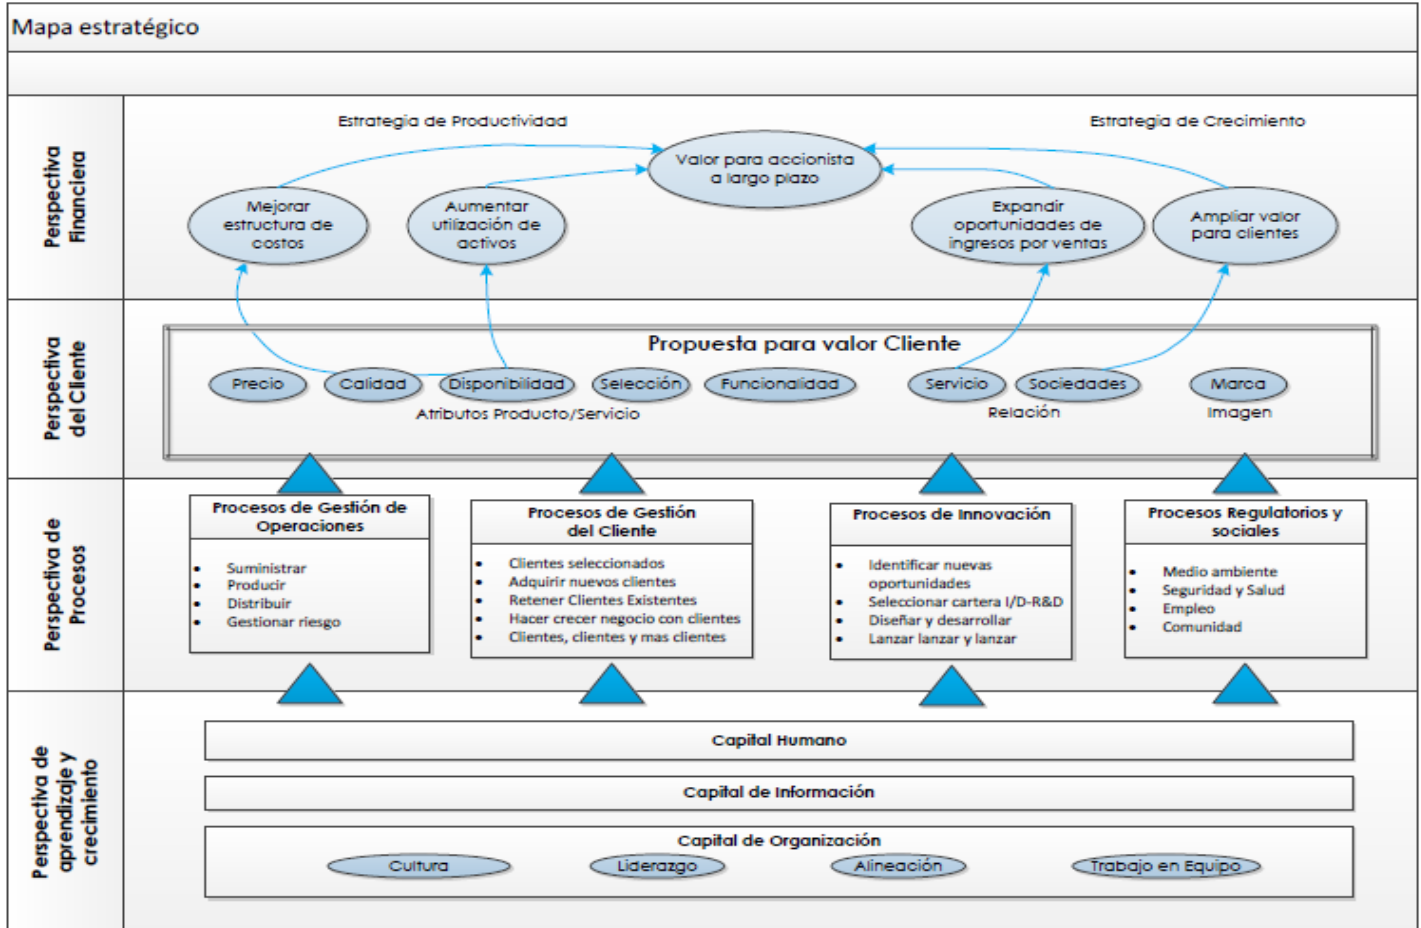 Mapa estratégico
Perspectiva
Financiera
Estrategia de Productividad
Estrategia de Crecimiento
Valor para accionista
a largo plazo
Mejorar
estructura de
costos
Aumentar
utilización de
activos
Expandir
oportunidades de
ingresos por ventas
Ampliar valor
para clientes
Perspectiva
del Cliente
Propuesta para valor Cliente
Precio
Calidad
Disponibilidad
Selección
Funcionalidad
Servicio
Sociedades
Marca
Atributos Producto/Servicio
Relación
Imagen
Perspectiva de
Procesos
Procesos de Gestión de
Operaciones
• Suministrar
• Producir
• Distribuir
• Gestionar riesgo
Procesos de Gestión
del Cliente
• Clientes seleccionados
• Adquirir nuevos clientes
• Retener Clientes Existentes
• Hacer crecer negocio con clientes
• Clientes, clientes y mas clientes
Procesos de Innovación
• Identificar nuevas
oportunidades
• Seleccionar cartera I/D-R&D
• Diseñar y desarrollar
• Lanzar lanzar y lanzar
Procesos Regulatorios y
sociales
• Medio ambiente
• Seguridad y Salud
• Empleo
• Comunidad
Perspectiva de
aprendizaje y
crecimiento
Capital Humano
Capital de Información
Capital de Organización
Cultura
Liderazgo
Alineación
Trabajo en Equipo